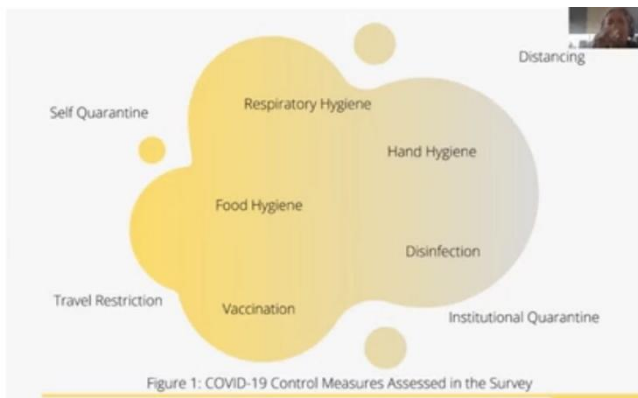 Distancing
Respiratory Hygiene
Self Quarantine
Hand Hygiene
Food Hygiene
Disinfection
Travel Restriction
Vaccination
Institutional Quarantine
Figure 1: COVID-19 Control Measures Assessed in the Survey